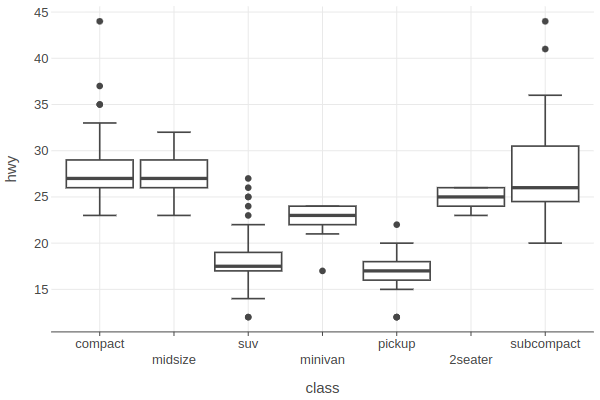 45
40
35
30
25
20
15
hwy
compact
midsize
suv
minivan
pickup
2seater
subcompact
class